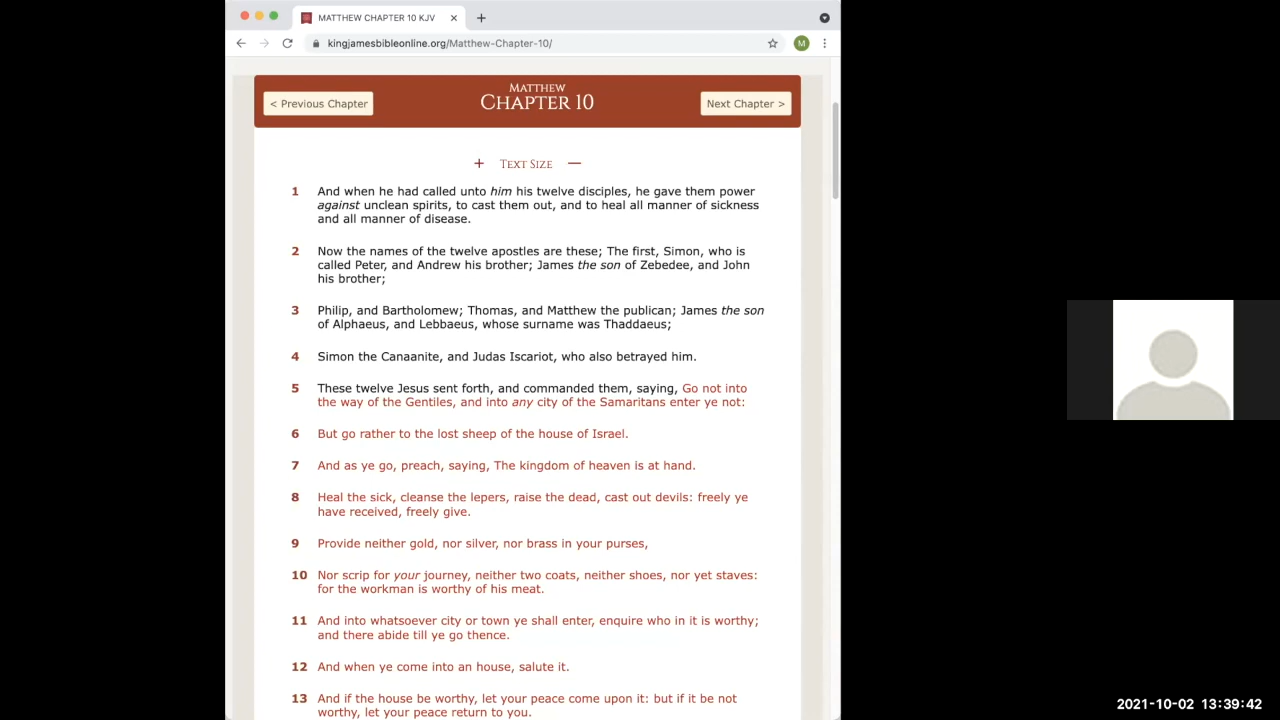 MATTHEW CHAPTER 10 KJV
kingjamesbibleonline.org/Matthew-Chapter-10/
M
MATTHEW
< Previous Chapter
CHAPTER 10
Next Chapter >
+ TEXT SIZE —
1 And when he had called unto him his twelve disciples, he gave them power
against unclean spirits, to cast them out, and to heal all manner of sickness
and all manner of disease.
2 Now the names of the twelve apostles are these; The first, Simon, who is
called Peter, and Andrew his brother; James the son of Zebedee, and John
his brother;
3 Philip, and Bartholomew; Thomas, and Matthew the publican; James the son
of Alphaeus, and Lebbaeus, whose surname was Thaddaeus;
4 Simon the Canaanite, and Judas Iscariot, who also betrayed him.
5 These twelve Jesus sent forth, and commanded them, saying, Go not into
the way of the Gentiles, and into any city of the Samaritans enter ye not:
6 But go rather to the lost sheep of the house of Israel.
7 And as ye go, preach, saying, The kingdom of heaven is at hand.
8 Heal the sick, cleanse the lepers, raise the dead, cast out devils: freely ye
have received, freely give.
9 Provide neither gold, nor silver, nor brass in your purses,
10 Nor scrip for your journey, neither two coats, neither shoes, nor yet staves:
for the workman is worthy of his meat.
11 And into whatsoever city or town ye shall enter, enquire who in it is worthy;
and there abide till ye go thence.
12 And when ye come into an house, salute it.
13 And if the house be worthy, let your peace come upon it: but if it be not
worthy, let your peace return to you.
2021-10-02 13:39:42